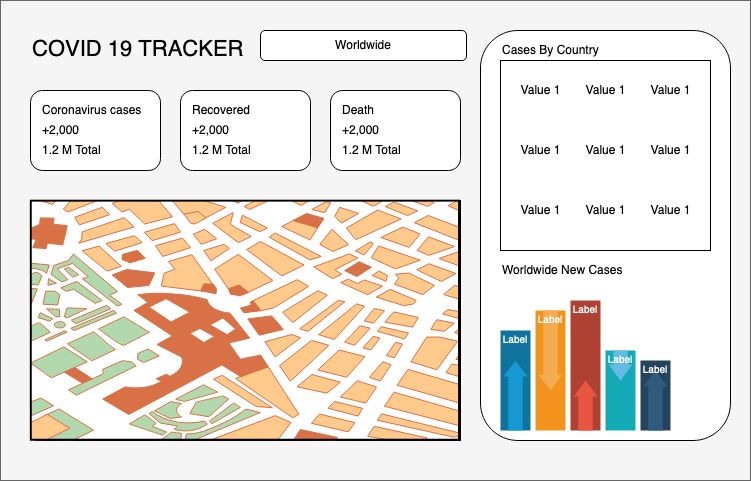 COVID 19 TRACKER
Worldwide
Coronavirus cases
+2,000
1.2 M Total
Recovered
+2,000
1.2 M Total
Death
+2,000
1.2 M Total
Cases By Country
Value 1 Value 1 Value 1
Value 1 Value 1 Value 1
Value 1 Value 1 Value 1
Worldwide New Cases
Label
Label
Label
Label
Label